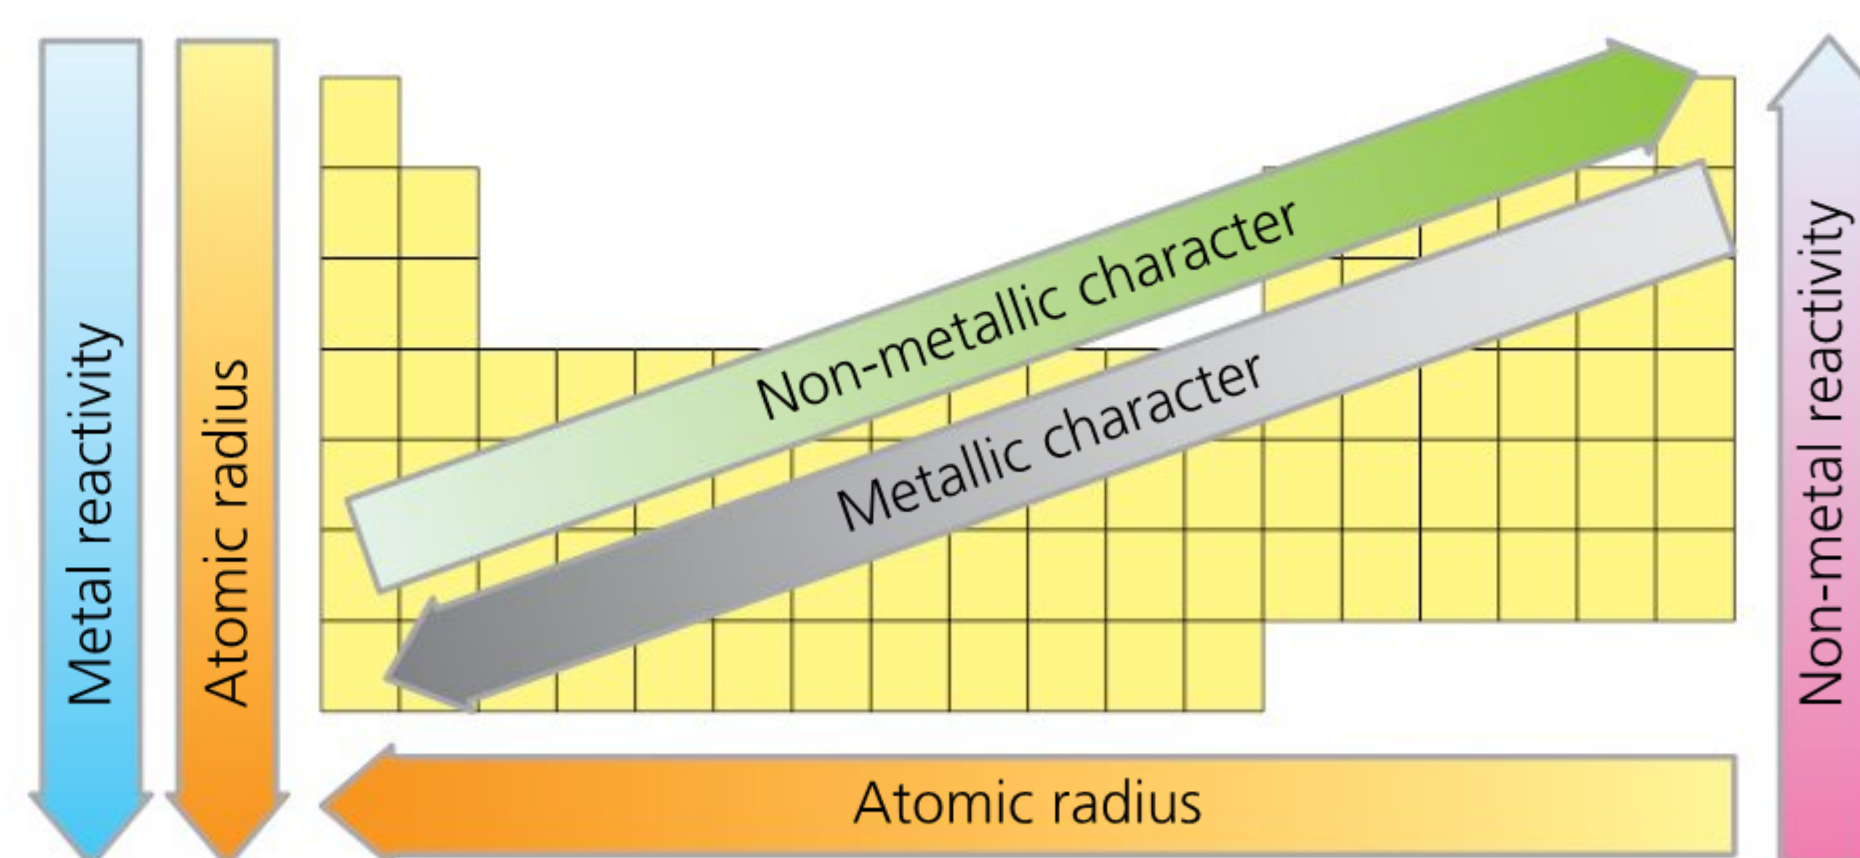 Metal reactivity
Atomic radius
Non-metallic character
Metallic character
Non-metal reactivity
Atomic radius